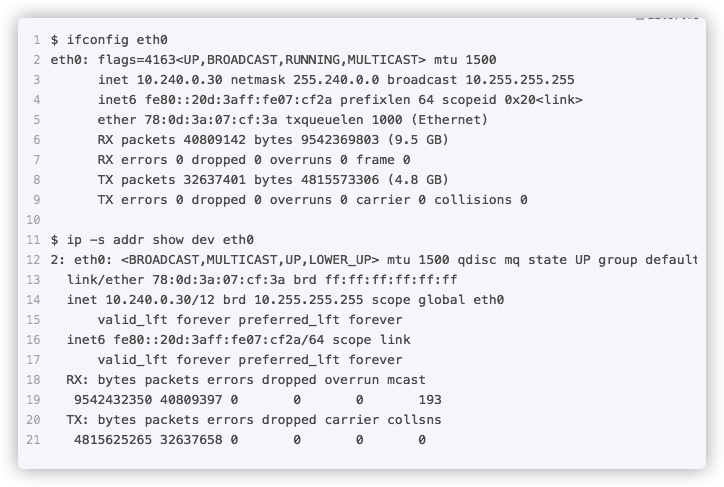 1 $ ifconfig eth0
2 eth0: flags=4163<UP,BROADCAST,RUNNING,MULTICAST> mtu 1500
3 inet 10.240.0.30 netmask 255.240.0.0 broadcast 10.255.255.255
4 inet6 fe80::20d:3aff:fe07:cf2a prefixlen 64 scopeid 0x20<link>
5 ether 78:0d:3a:07:cf:3a txqueuelen 1000 (Ethernet)
6 RX packets 40809142 bytes 9542369803 (9.5 GB)
7 RX errors 0 dropped 0 overruns 0 frame 0
8 TX packets 32637401 bytes 4815573306 (4.8 GB)
9 TX errors 0 dropped 0 overruns 0 carrier 0 collisions 0
10
11 $ ip -s addr show dev eth0
12 2: eth0: <BROADCAST,MULTICAST,UP,LOWER_UP> mtu 1500 qdisc mq state UP group default
13 link/ether 78:0d:3a:07:cf:3a brd ff:ff:ff:ff:ff:ff
14 inet 10.240.0.30/12 brd 10.255.255.255 scope global eth0
15 valid_lft forever preferred_lft forever
16 inet6 fe80::20d:3aff:fe07:cf2a/64 scope link
17 valid_lft forever preferred_lft forever
18 RX: bytes packets errors dropped overrun mcast
19 9542432350 40809397 0 0 0 193
20 TX: bytes packets errors dropped carrier collsns
21 4815625265 32637658 0 0 0 0